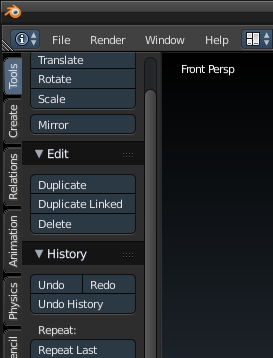 File Render Window Help
Tools
Create
Relations
Animation
Physics
Translate
Rotate
Scale
Mirror
Edit
Duplicate
Duplicate Linked
Delete
History
Undo Redo
Undo History
Repeat:
Repeat Last
Front Persp